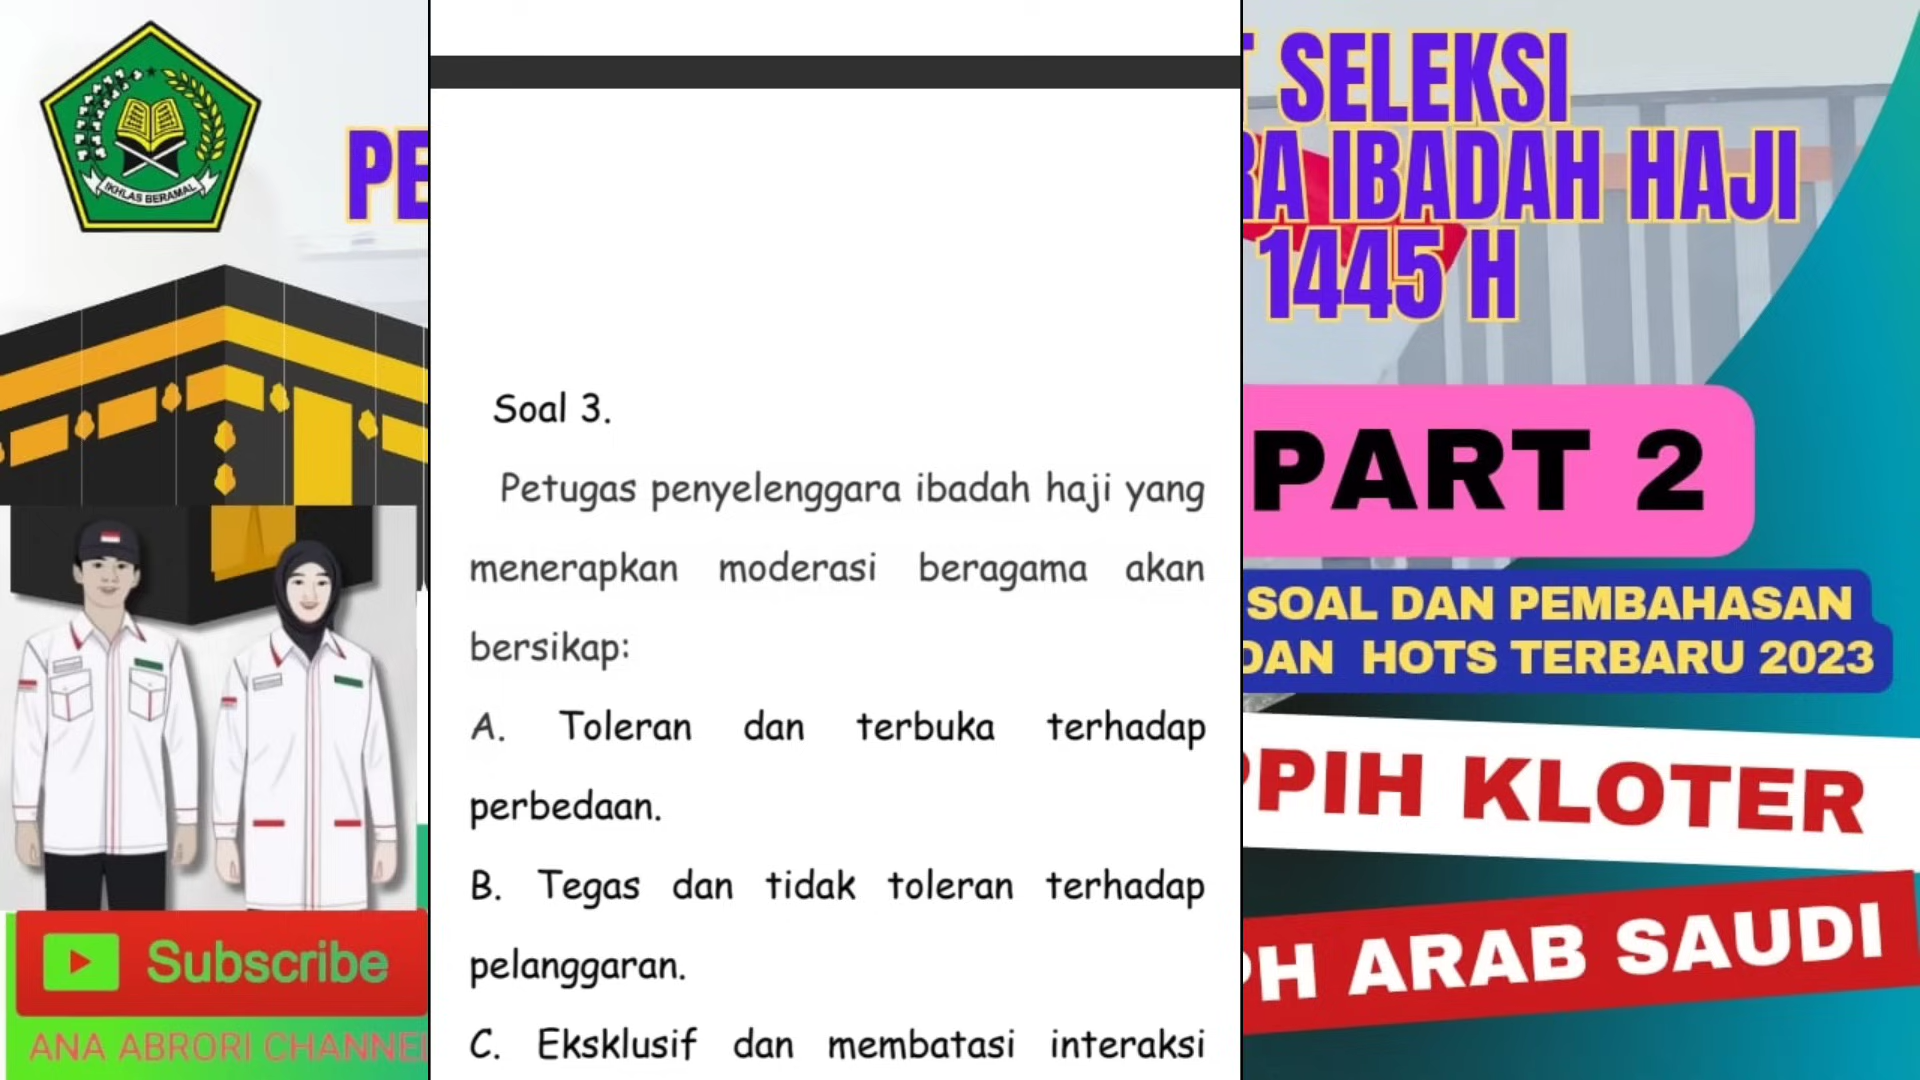 IKHLAS BERAMAL
PE
SELEKSI
RA IBADAH HAJI
1445 H
PART 2
SOAL DAN PEMBAHASAN
DAN HOTS TERBARU 2023
PPIH KLOTER
PH ARAB SAUDI
Soal 3.
Petugas penyelenggara ibadah haji yang
menerapkan moderasi beragama akan
bersikap:
A. Toleran dan terbuka terhadap
perbedaan.
B. Tegas dan tidak toleran terhadap
pelanggaran.
C. Eksklusif dan membatasi interaksi
Subscribe
ANA ABRORI CHANNEL